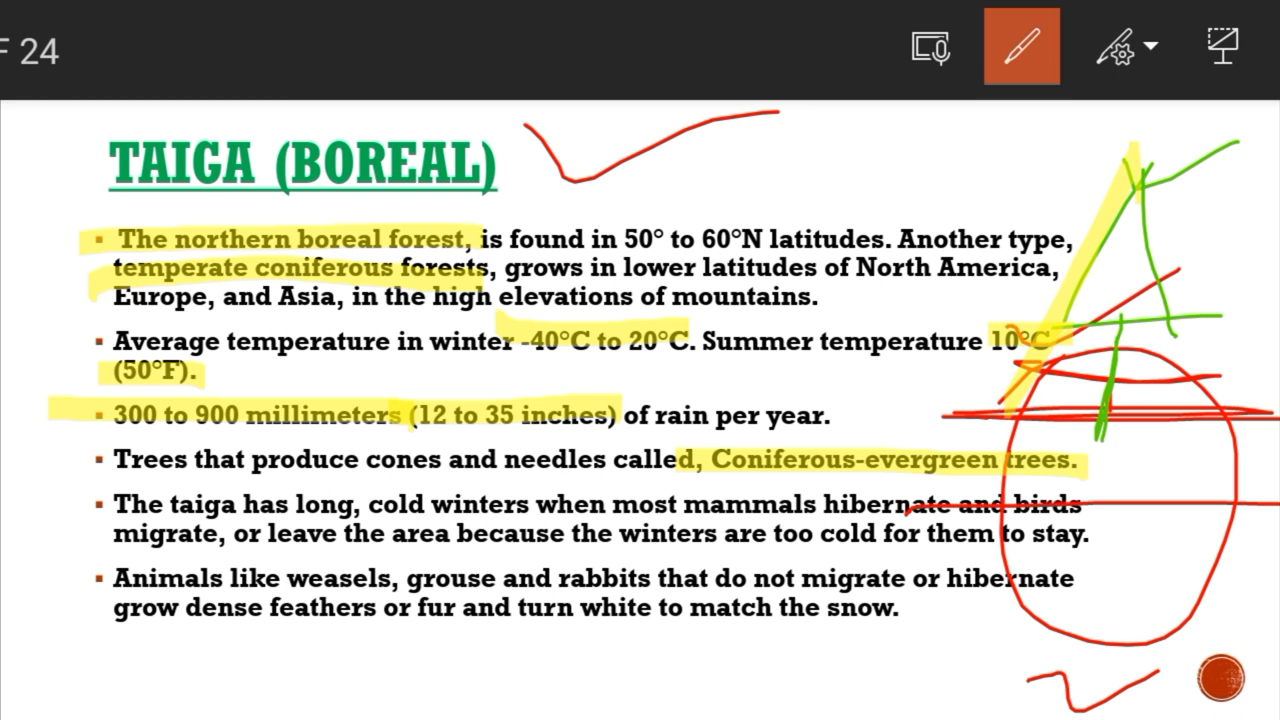 F 24
TAIGA (BOREAL)
▪ The northern boreal forest, is found in 50° to 60°N latitudes. Another type,
temperate coniferous forests, grows in lower latitudes of North America,
Europe, and Asia, in the high elevations of mountains.
▪ Average temperature in winter -40°C to 20°C. Summer temperature 10°C
(50°F).
▪ 300 to 900 millimeters (12 to 35 inches) of rain per year.
▪ Trees that produce cones and needles called, Coniferous-evergreen trees.
▪ The taiga has long, cold winters when most mammals hibernate and birds
migrate, or leave the area because the winters are too cold for them to stay.
▪ Animals like weasels, grouse and rabbits that do not migrate or hibernate
grow dense feathers or fur and turn white to match the snow.